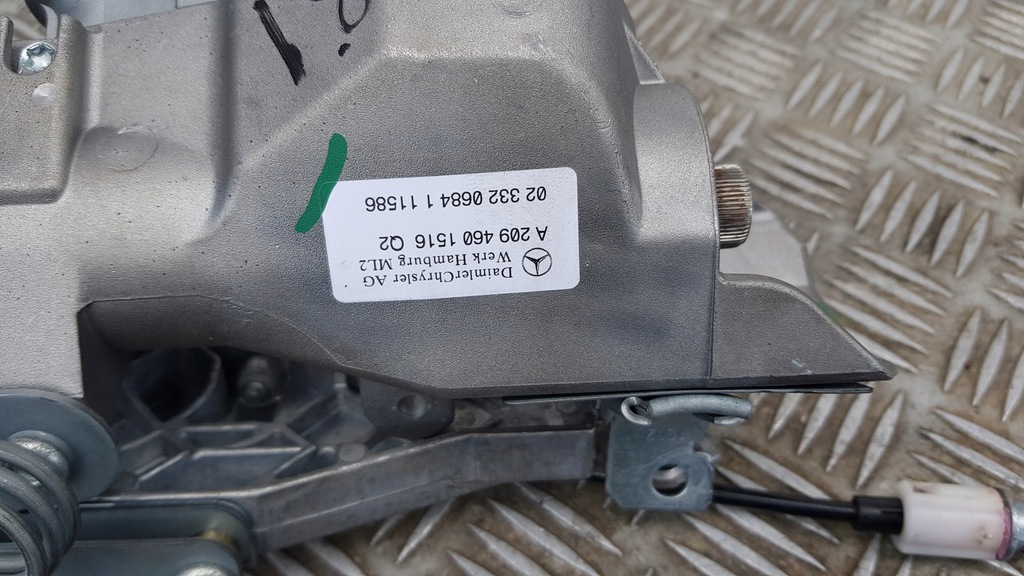 DaimlerChrysler AG
Werk Hamburg ML2
A 209 460 1516 Q2
02 332 0684 1 11586